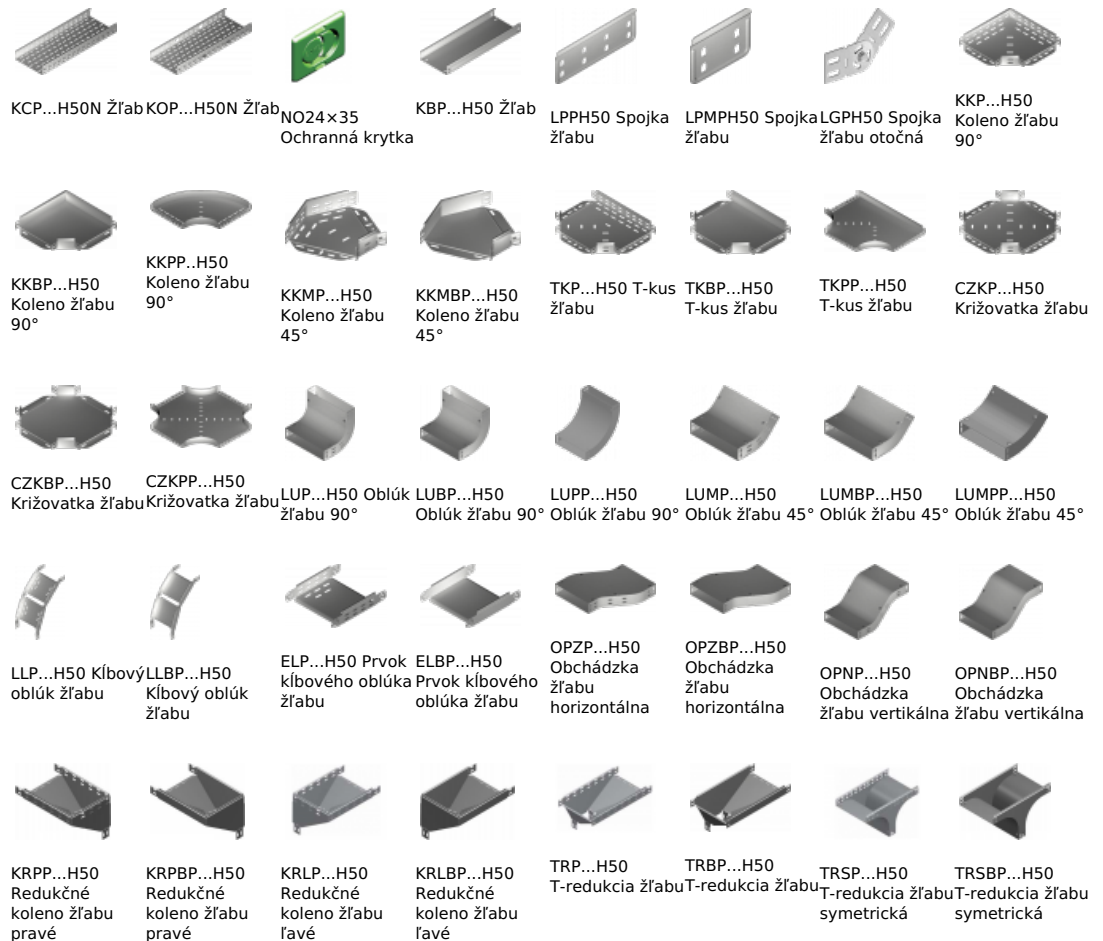 KCP...H50N Žľab
KOP...H50N Žľab
NO24×35
Ochranná krytka
KBP...H50 Žľab
LPPH50 Spojka
žľabu
LPMPH50 Spojka
žľabu
LGPH50 Spojka
žľabu otočná
KKP...H50
Koleno žľabu
90°
KKBP...H50
Koleno žľabu
90°
KKPP..H50
Koleno žľabu
90°
KKMP...H50
Koleno žľabu
45°
KKMBP...H50
Koleno žľabu
45°
TKP...H50 T-kus
žľabu
TKBP...H50
T-kus žľabu
TKPP...H50
T-kus žľabu
CZKP...H50
Križovatka žľabu
CZKBP...H50
Križovatka žľabu
CZKPP...H50
Križovatka žľabu
LUP...H50 Oblúk
žľabu 90°
LUBP...H50
Oblúk žľabu 90°
LUPP...H50
Oblúk žľabu 90°
LUMP...H50
Oblúk žľabu 45°
LUMBP...H50
Oblúk žľabu 45°
LUMPP...H50
Oblúk žľabu 45°
LLP...H50 Kĺbový
oblúk žľabu
LLBP...H50
Kĺbový oblúk
žľabu
ELP...H50 Prvok
kĺbového oblúka
žľabu
ELBP...H50
Prvok kĺbového
oblúka žľabu
OPZP...H50
Obchádzka
žľabu
horizontálna
OPZBP...H50
Obchádzka
žľabu
horizontálna
OPNP...H50
Obchádzka
žľabu vertikálna
OPNBP...H50
Obchádzka
žľabu vertikálna
KRPP...H50
Redukčné
koleno žľabu
pravé
KRPBP...H50
Redukčné
koleno žľabu
pravé
KRLP...H50
Redukčné
koleno žľabu
ľavé
KRLBP...H50
Redukčné
koleno žľabu
ľavé
TRP...H50
T-redukcia žľabu
TRBP...H50
T-redukcia žľabu
TRSP...H50
T-redukcia žľabu
symetrická
TRSBP...H50
T-redukcia žľabu
symetrická